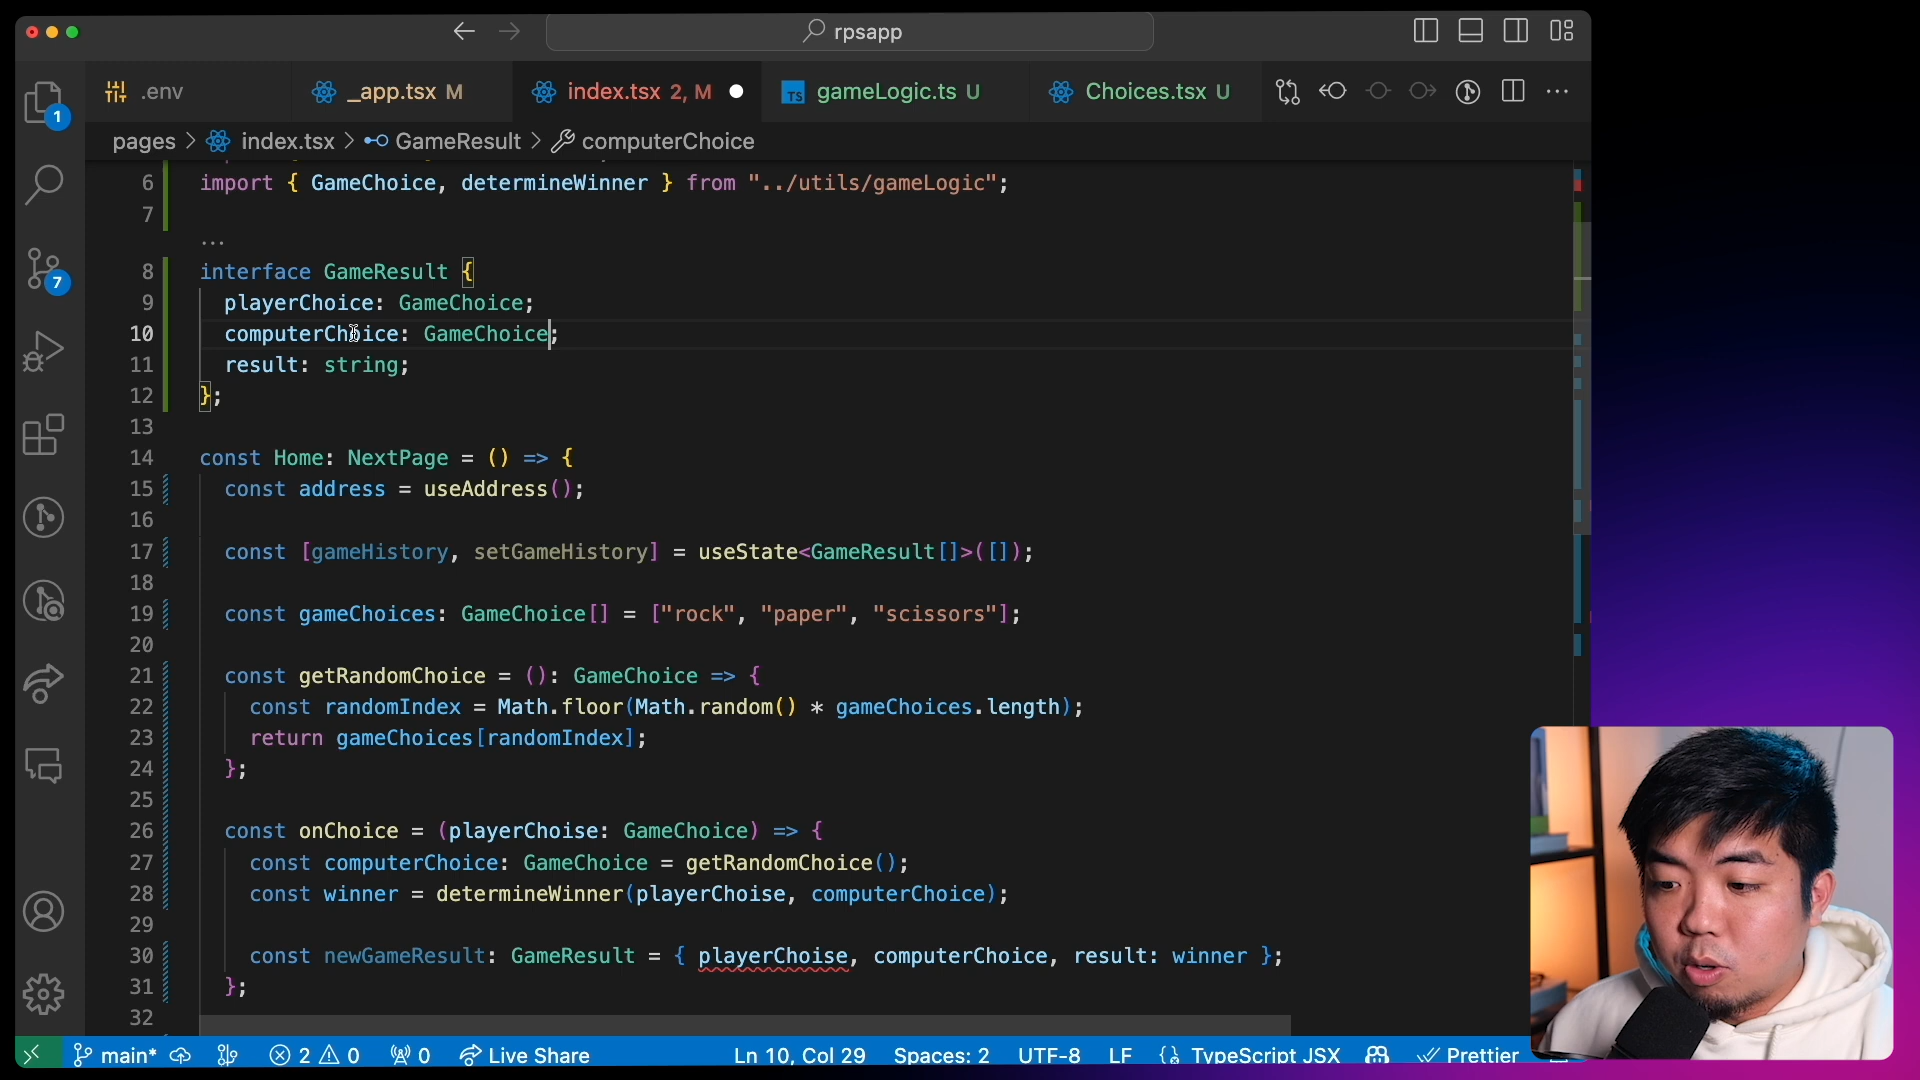 rpsapp
.env
_app.tsx M
index.tsx 2, M
gameLogic.ts U
Choices.tsx U
pages > index.tsx > GameResult > computerChoice
6 import { GameChoice, determineWinner } from "../utils/gameLogic";
7
...
8 interface GameResult {
9 playerChoice: GameChoice;
10 computerChoice: GameChoice;
11 result: string;
12 };
13
14 const Home: NextPage = () => {
15 const address = useAddress();
16
17 const [gameHistory, setGameHistory] = useState<GameResult[]>([]);
18
19 const gameChoices: GameChoice[] = ["rock", "paper", "scissors"];
20
21 const getRandomChoice = (): GameChoice => {
22 const randomIndex = Math.floor(Math.random() * gameChoices.length);
23 return gameChoices[randomIndex];
24 };
25
26 const onChoice = (playerChoise: GameChoice) => {
27 const computerChoice: GameChoice = getRandomChoice();
28 const winner = determineWinner(playerChoise, computerChoice);
29
30 const newGameResult: GameResult = { playerChoise, computerChoice, result: winner };
31 };
32
1
7
main* 2 0 0 Live Share Ln 10, Col 29 Spaces: 2 UTF-8 LF TypeScript JSX Prettier